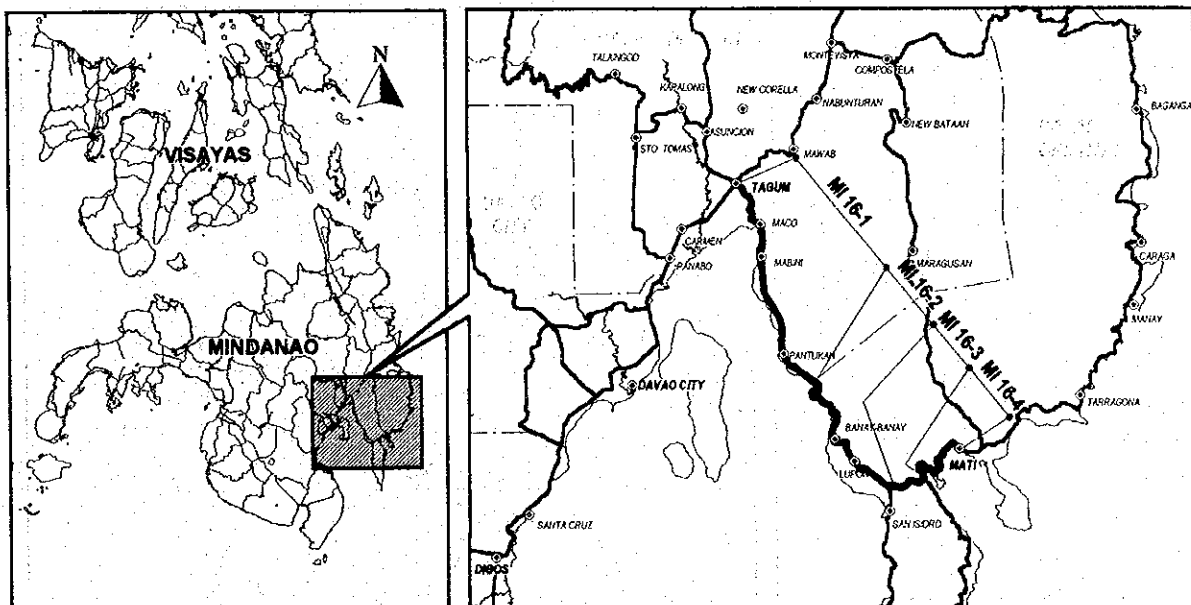 N
VISAYAS
MINDANAO
MONTEVISTA
COMPOSTELA
TALANGOD
KAPALONG
NEW CORELLA
NABUNTURAN
BAGANGA
NEW BATAAN
ASUNCION
STO TOMAS
MAWAB
TAGUM
MI 16-1
MACO
CARMEN
PANABO
MABINI
MARAGUSAN
CARAGA
MI 16-2
MI 16-3
MANAY
PANTUKAN
MI 16-4
DAVAO CITY
TARRAGONA
BANAY-BANAY
LUPON
MATI
SANTA CRUZ
SAN ISIDRO
DIGOS